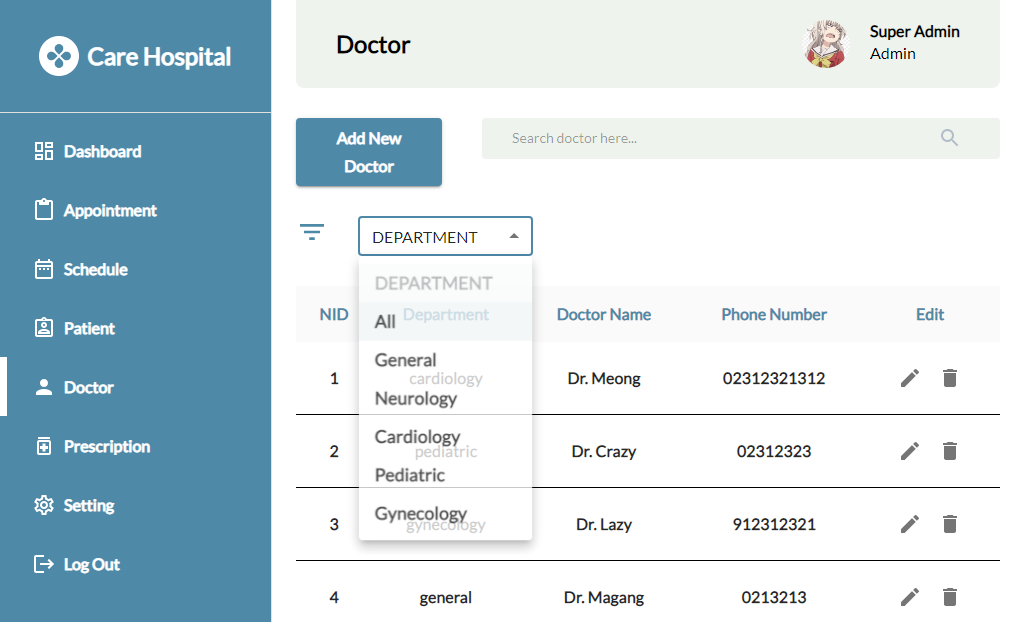 Care Hospital
Dashboard
Appointment
Schedule
Patient
Doctor
Prescription
Setting
Log Out
Doctor
Super Admin
Admin
Add New
Doctor
Search doctor here...
DEPARTMENT
DEPARTMENT
All
General
Neurology
Cardiology
Pediatric
Gynecology
NID Department Doctor Name Phone Number Edit
1 cardiology Dr. Meong 02312321312
2 pediatric Dr. Crazy 02312323
3 gynecology Dr. Lazy 912312321
4 general Dr. Magang 0213213